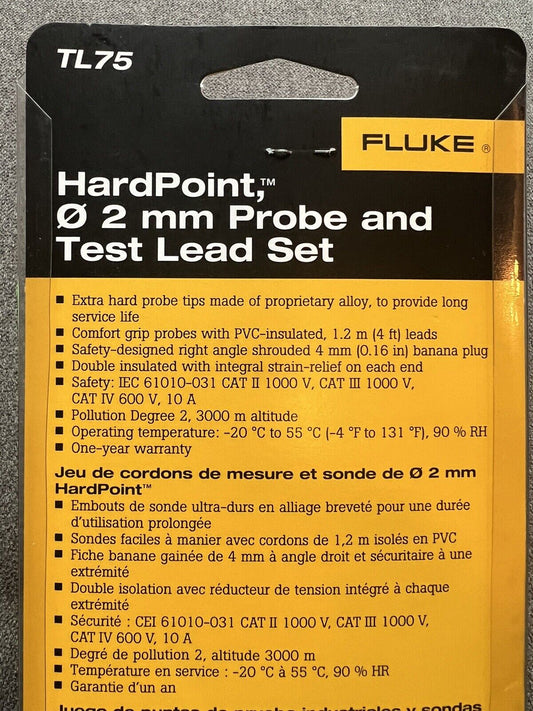 TL75
FLUKE®
HardPoint,™
Ø 2 mm Probe and
Test Lead Set
■ Extra hard probe tips made of proprietary alloy, to provide long
service life
■ Comfort grip probes with PVC-insulated, 1.2 m (4 ft) leads
■ Safety-designed right angle shrouded 4 mm (0.16 in) banana plug
■ Double insulated with integral strain-relief on each end
■ Safety: IEC 61010-031 CAT II 1000 V, CAT III 1000 V,
CAT IV 600 V, 10 A
■ Pollution Degree 2, 3000 m altitude
■ Operating temperature: -20 °C to 55 °C (-4 °F to 131 °F), 90 % RH
■ One-year warranty
Jeu de cordons de mesure et sonde de Ø 2 mm
HardPoint™
■ Embouts de sonde ultra-durs en alliage breveté pour une durée
d'utilisation prolongée
■ Sondes faciles à manier avec cordons de 1,2 m isolés en PVC
■ Fiche banane gainée de 4 mm à angle droit et sécuritaire à une
extrémité
■ Double isolation avec réducteur de tension intégré à chaque
extrémité
■ Sécurité : CEI 61010-031 CAT II 1000 V, CAT III 1000 V,
CAT IV 600 V, 10 A
■ Degré de pollution 2, altitude 3000 m
■ Température en service : -20 °C à 55 °C, 90 % HR
■ Garantie d'un an
Juego de puntas de prueba industriales y sondas